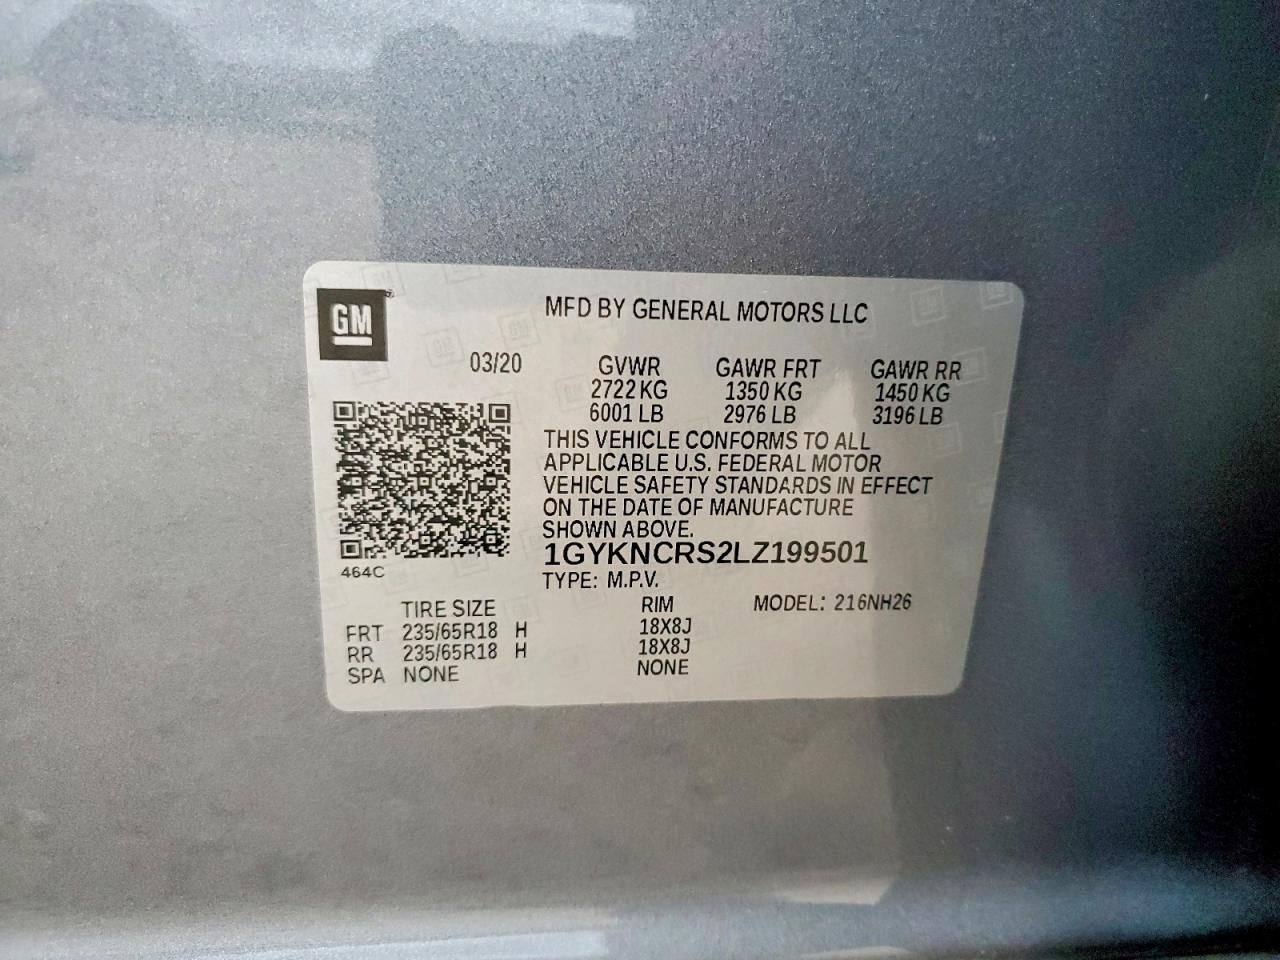 GM
MFD BY GENERAL MOTORS LLC
03/20 GVWR GAWR FRT GAWR RR
2722 KG 1350 KG 1450 KG
6001 LB 2976 LB 3196 LB
THIS VEHICLE CONFORMS TO ALL
APPLICABLE U.S. FEDERAL MOTOR
VEHICLE SAFETY STANDARDS IN EFFECT
ON THE DATE OF MANUFACTURE
SHOWN ABOVE.
1GYKNCRS2LZ199501
464C
TYPE: M.P.V.
TIRE SIZE RIM MODEL: 216NH26
FRT 235/65R18 H 18X8J
RR 235/65R18 H 18X8J
SPA NONE NONE